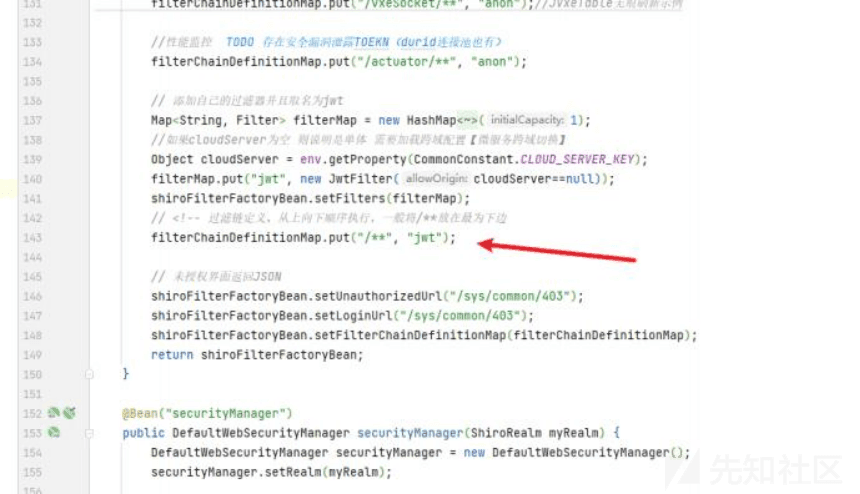 131 filterChainDefinitionMap.put("/vxeSocket/**", "anon");//JVxeTable无痕刷新示例
132
133 //性能监控 TODO 存在安全漏洞泄露TOEKN（durid连接池也有）
134 filterChainDefinitionMap.put("/actuator/**", "anon");
135
136 // 添加自己的过滤器并且取名为jwt
137 Map<String, Filter> filterMap = new HashMap<~>( initialCapacity: 1);
138 //如果cloudServer为空 则说明是单体 需要加载跨域配置【微服务跨域切换】
139 Object cloudServer = env.getProperty(CommonConstant.CLOUD_SERVER_KEY);
140 filterMap.put("jwt", new JwtFilter( allowOrigin: cloudServer==null));
141 shiroFilterFactoryBean.setFilters(filterMap);
142 // <!-- 过滤链定义，从上向下顺序执行，一般将/**放在最为下边
143 filterChainDefinitionMap.put("/**", "jwt");
144
145 // 未授权界面返回JSON
146 shiroFilterFactoryBean.setUnauthorizedUrl("/sys/common/403");
147 shiroFilterFactoryBean.setLoginUrl("/sys/common/403");
148 shiroFilterFactoryBean.setFilterChainDefinitionMap(filterChainDefinitionMap);
149 return shiroFilterFactoryBean;
150 }
151
152 @Bean("securityManager")
153 public DefaultWebSecurityManager securityManager(ShiroRealm myRealm) {
154 DefaultWebSecurityManager securityManager = new DefaultWebSecurityManager();
155 securityManager.setRealm(myRealm);
156
先知社区